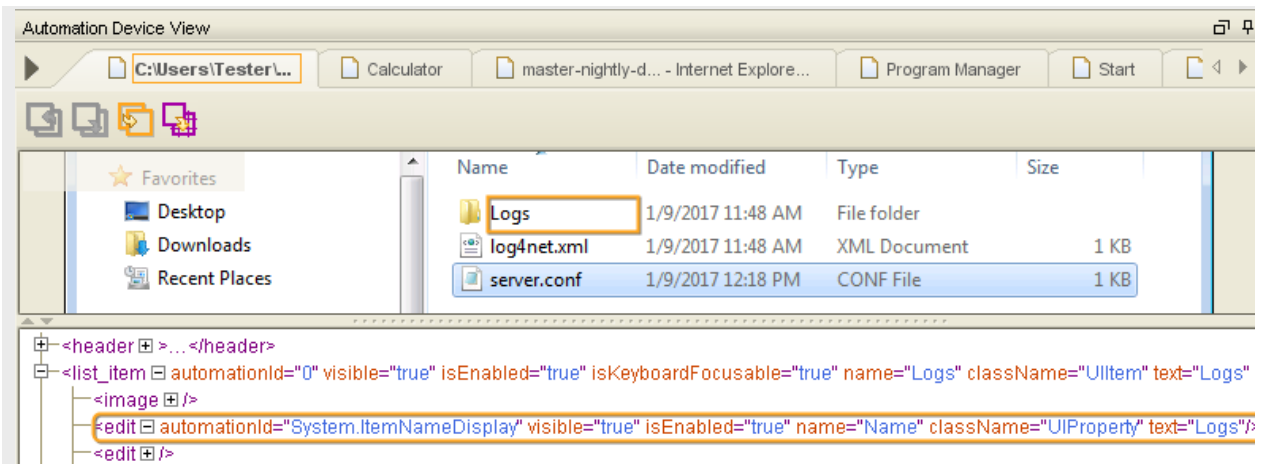 Automation Device View
C:\Users\Tester\... Calculator master-nightly-d... - Internet Explore... Program Manager Start
Name Date modified Type Size
Favorites
Desktop Logs 1/9/2017 11:48 AM File folder
Downloads log4net.xml 1/9/2017 11:48 AM XML Document 1 KB
Recent Places server.conf 1/9/2017 12:18 PM CONF File 1 KB
<header >...</header>
<list_item automationId="0" visible="true" isEnabled="true" isKeyboardFocusable="true" name="Logs" className="UIItem" text="Logs"
<image />
<edit automationId="System.ItemNameDisplay" visible="true" isEnabled="true" name="Name" className="UIProperty" text="Logs"/>
<edit />